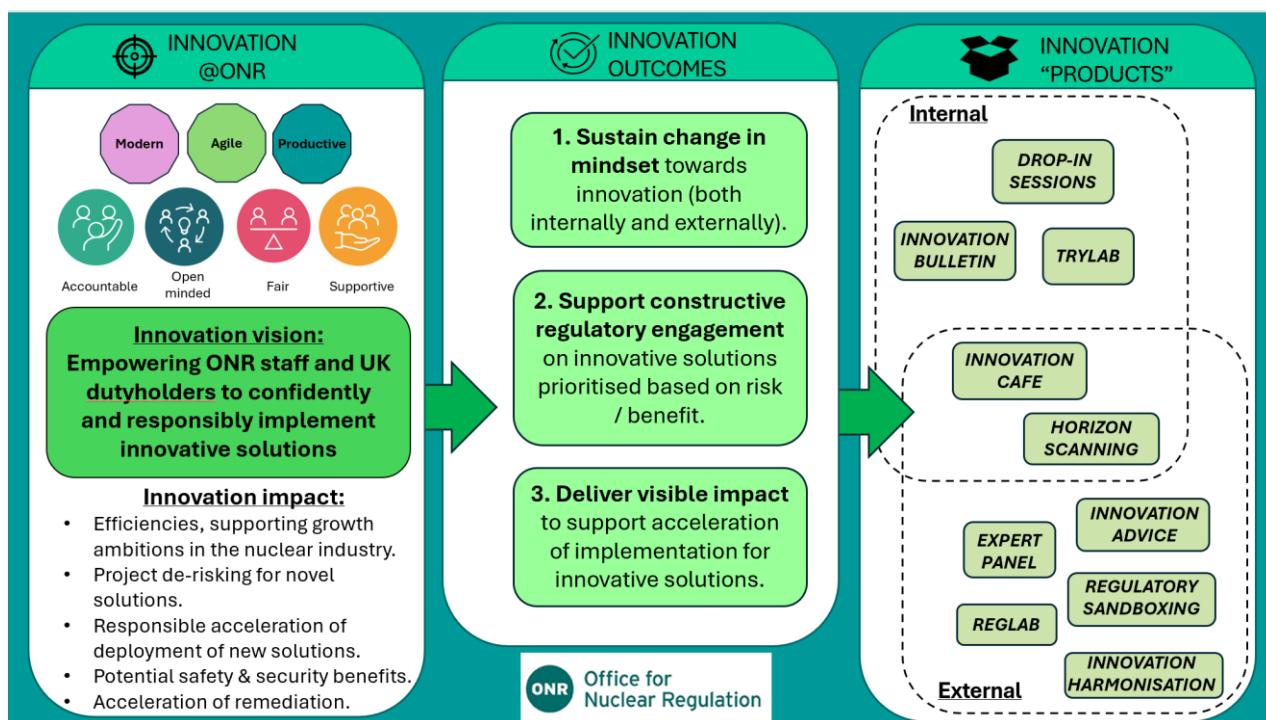 INNOVATION
@ONR
Modern
Agile
Productive
Accountable
Open
minded
Fair
Supportive
Innovation vision:
Empowering ONR staff and UK
dutyholders to confidently
and responsibly implement
innovative solutions
Innovation impact:
• Efficiencies, supporting growth
ambitions in the nuclear industry.
• Project de-risking for novel
solutions.
• Responsible acceleration of
deployment of new solutions.
• Potential safety & security benefits.
• Acceleration of remediation.
INNOVATION
OUTCOMES
1. Sustain change in
mindset towards
innovation (both
internally and externally).
2. Support constructive
regulatory engagement
on innovative solutions
prioritised based on risk
/ benefit.
3. Deliver visible impact
to support acceleration
of implementation for
innovative solutions.
ONR
Office for
Nuclear Regulation
INNOVATION
“PRODUCTS”
Internal
DROP-IN
SESSIONS
INNOVATION
BULLETIN
TRYLAB
INNOVATION
CAFE
HORIZON
SCANNING
INNOVATION
ADVICE
EXPERT
PANEL
REGULATORY
SANDBOXING
REGLAB
INNOVATION
HARMONISATION
External